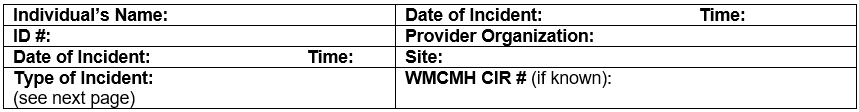 Individual's Name: Date of Incident: Time:
ID #: Provider Organization:
Date of Incident: Time: Site:
Type of Incident: WMCMH CIR # (if known):
(see next page)